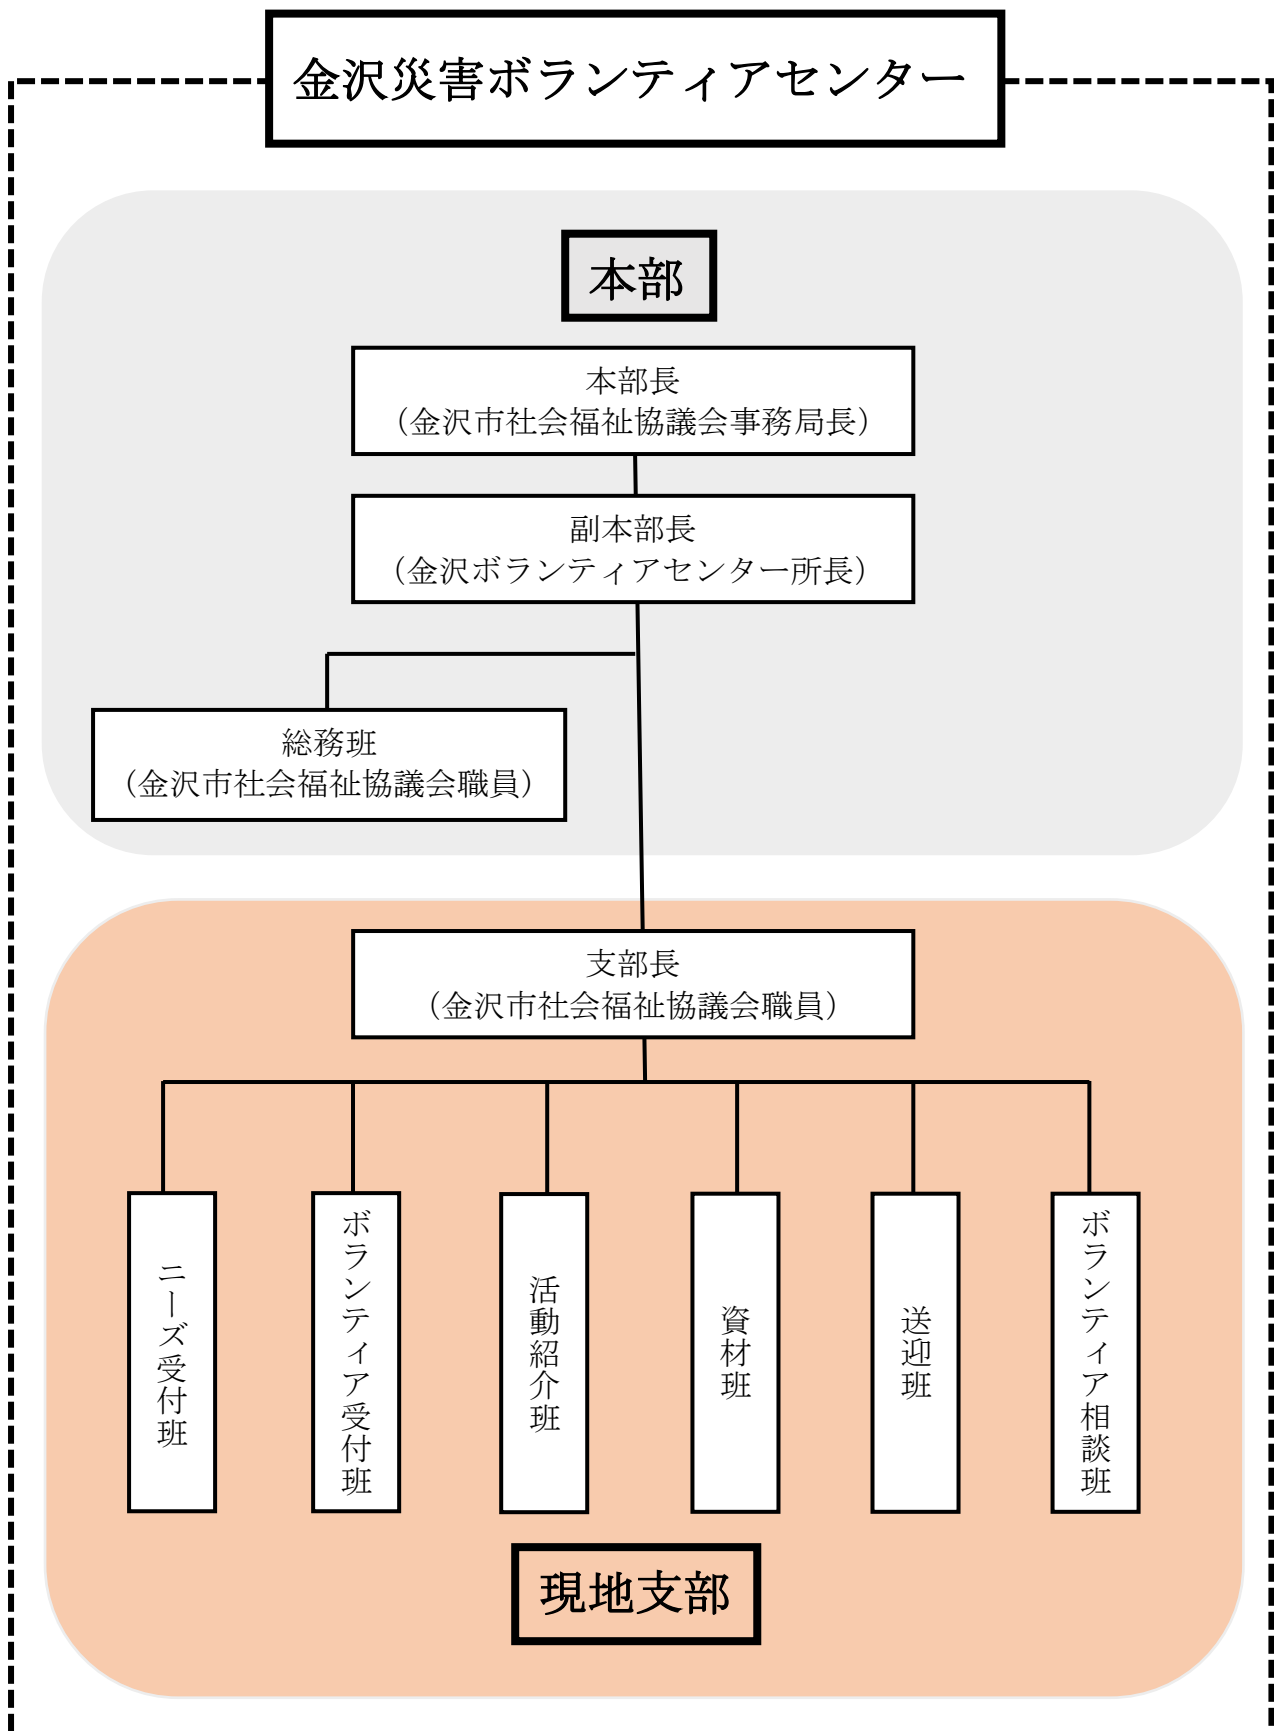 金沢災害ボランティアセンター
本部
本部長
（金沢市社会福祉協議会事務局長）
副本部長
（金沢ボランティアセンター所長）
総務班
（金沢市社会福祉協議会職員）
支部長
（金沢市社会福祉協議会職員）
ニーズ受付班
ボランティア受付班
活動紹介班
資材班
送迎班
ボランティア相談班
現地支部